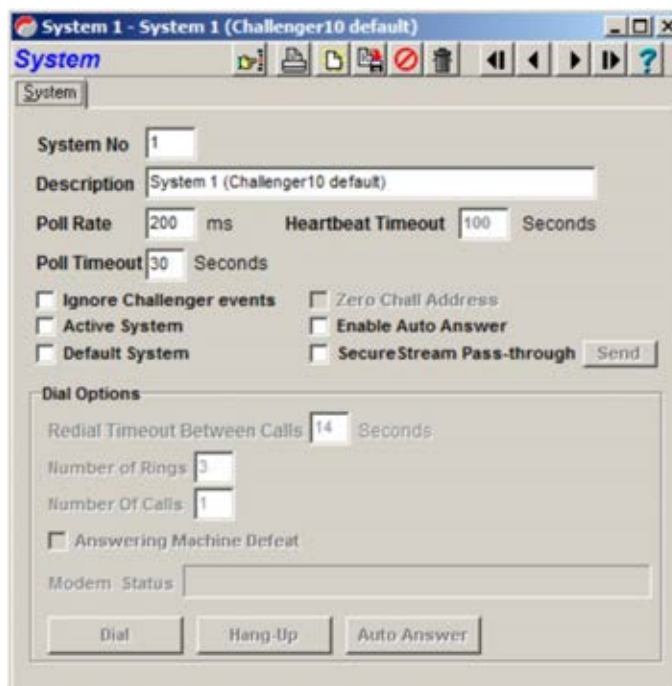 System 1 - System 1 (Challenger10 default)
System
System
System No 1
Description System 1 (Challenger10 default)
Poll Rate 200 ms Heartbeat Timeout 100 Seconds
Poll Timeout 30 Seconds
Ignore Challenger events Zero Chall Address
Active System Enable Auto Answer
Default System SecureStream Pass-through Send
Dial Options
Redial Timeout Between Calls 14 Seconds
Number of Rings 3
Number Of Calls 1
Answering Machine Defeat
Modem Status
Dial Hang-Up Auto Answer